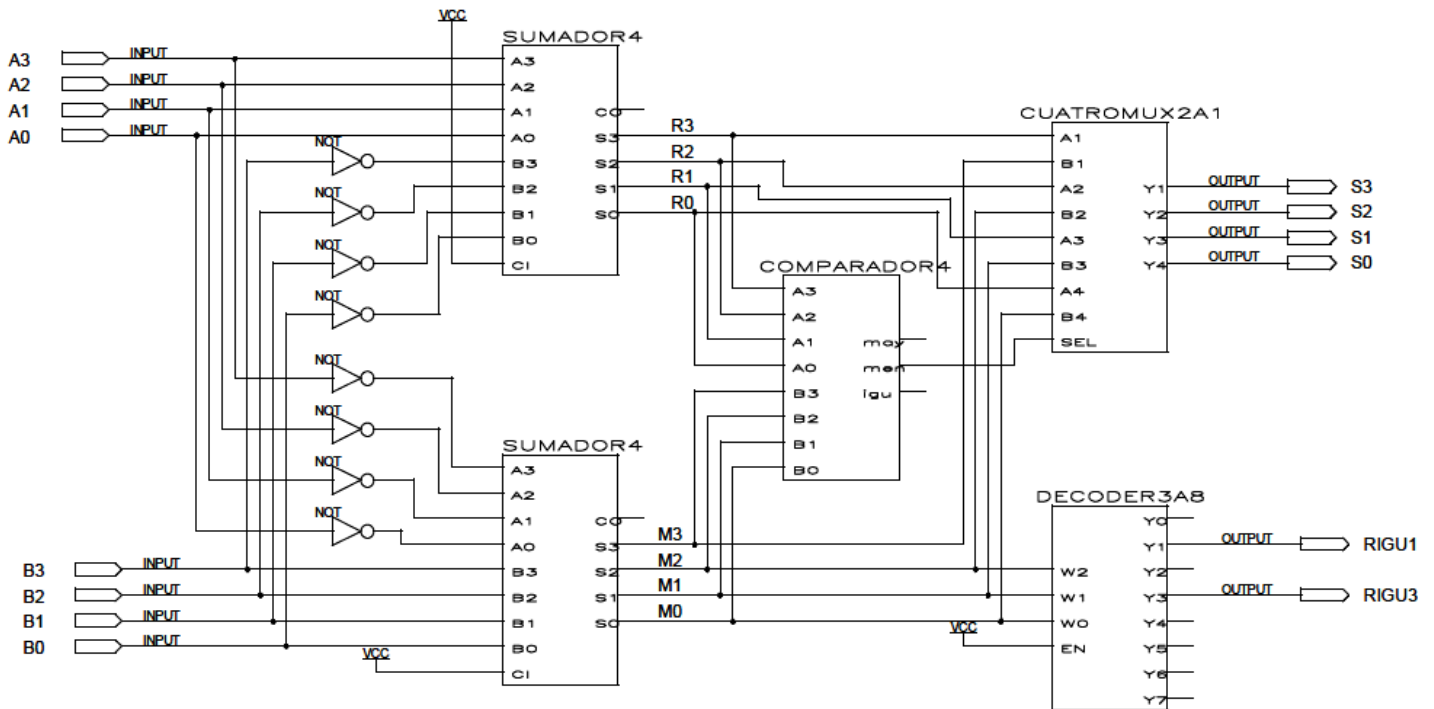 VCC
SUMADOR4
A3 INPUT A3
A2 INPUT A2
A1 INPUT A1 CO
A0 INPUT A0 S3 R3
NOT B3 S2 R2
NOT B2 S1 R1
B1 S0 R0
NOT B0
CI
NOT
CUATROMUX2A1
A1
B1
A2 Y1 OUTPUT S3
B2 Y2 OUTPUT S2
A3 Y3 OUTPUT S1
B3 Y4 OUTPUT S0
A4
B4
SEL
COMPARADOR4
A3
A2
A1 may
A0 men
B3 igu
B2
B1
B0
NOT
NOT
NOT
NOT
SUMADOR4
A3
A2
A1 CO
A0 S3 M3
B3 INPUT B3 S2 M2
B2 INPUT B2 S1 M1
B1 INPUT B1 S0 M0
B0 INPUT B0
VCC CI
DECODER3A8
Y0
Y1 OUTPUT RIGU1
W2 Y2
W1 Y3 OUTPUT RIGU3
W0 Y4
VCC EN Y5
Y6
Y7